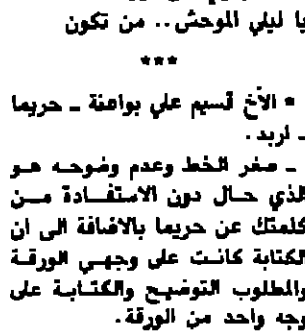 يا ليلي الموحش .. من تكون
***
* الأخ قسيم علي بواعنة ـ حريما
ـ اربد .
ـ صغر الخط وعدم وضوحه هو
الذي حال دون الاستفادة من
كلمتك عن حريما بالاضافة الى ان
الكتابة كانت على وجهي الورقة
والمطلوب التوضيح والكتابة على
وجه واحد من الورقة .